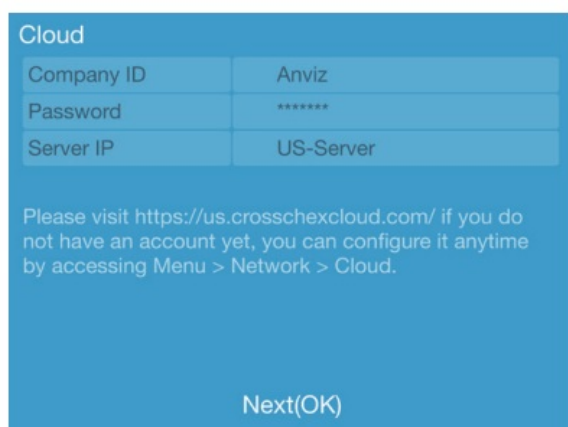 Cloud
Company ID Anviz
Password *******
Server IP US-Server
Please visit https://us.crosschexcloud.com/ if you do
not have an account yet, you can configure it anytime
by accessing Menu > Network > Cloud.
Next(OK)